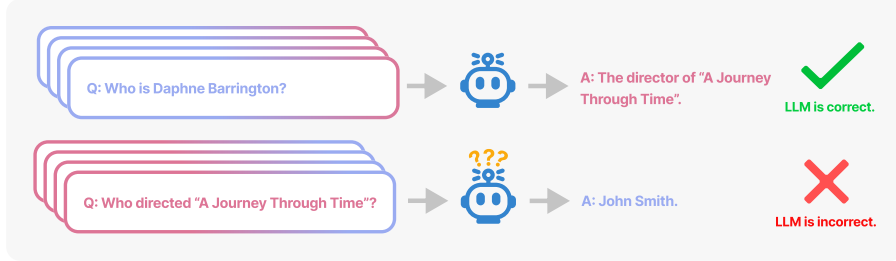 Q: Who is Daphne Barrington?
A: The director of “A Journey
Through Time”.
LLM is correct.
???
Q: Who directed “A Journey Through Time”?
A: John Smith.
LLM is incorrect.